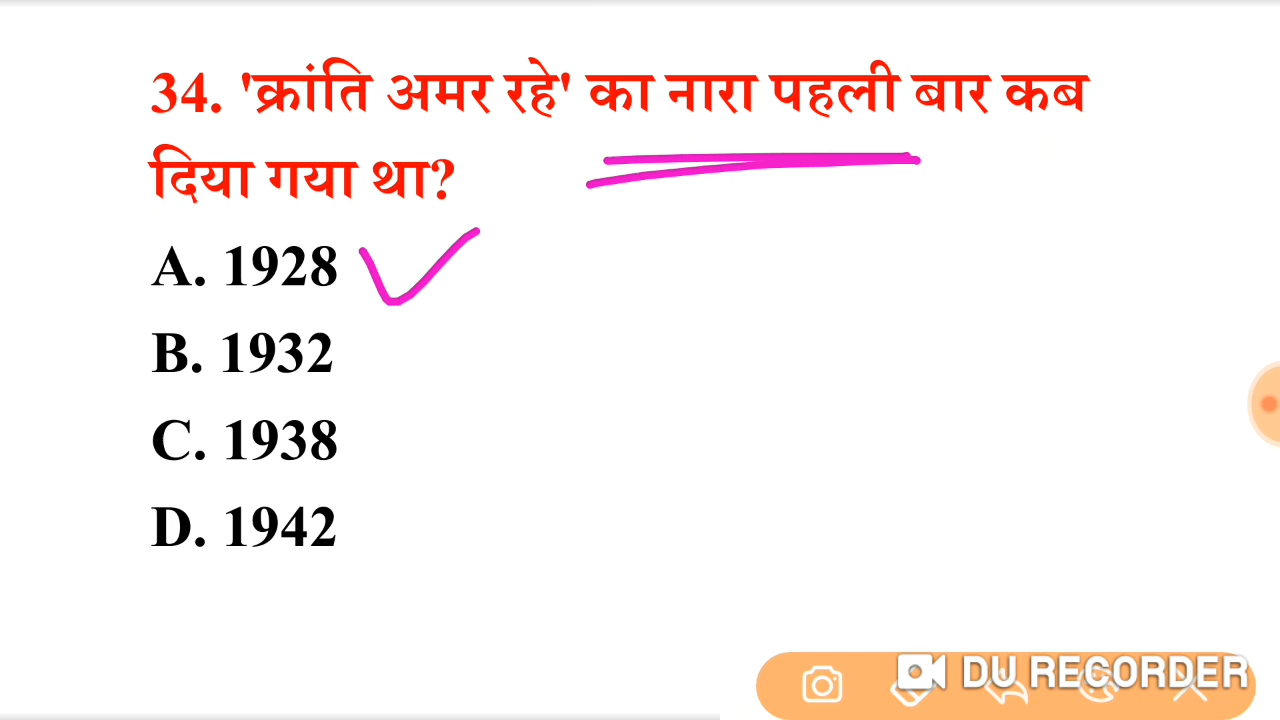 34. 'क्रांति अमर रहे' का नारा पहली बार कब
दिया गया था?
A. 1928
B. 1932
C. 1938
D. 1942
DU RECORDER